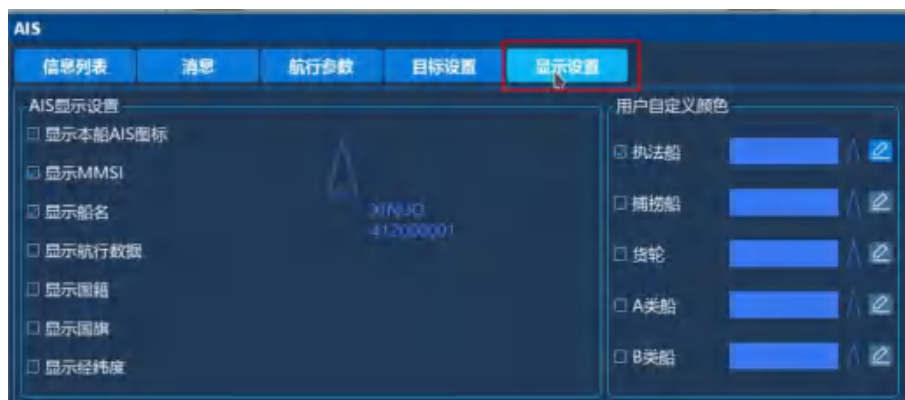 AIS
信息列表 消息 航行参数 目标设置 显示设置
AIS显示设置
显示本船AIS图标
显示MMSI
显示船名
显示航行数据
显示国籍
显示国旗
显示经纬度
XINUO
412000001
用户自定义颜色
执法船
捕捞船
货轮
A类船
B类船